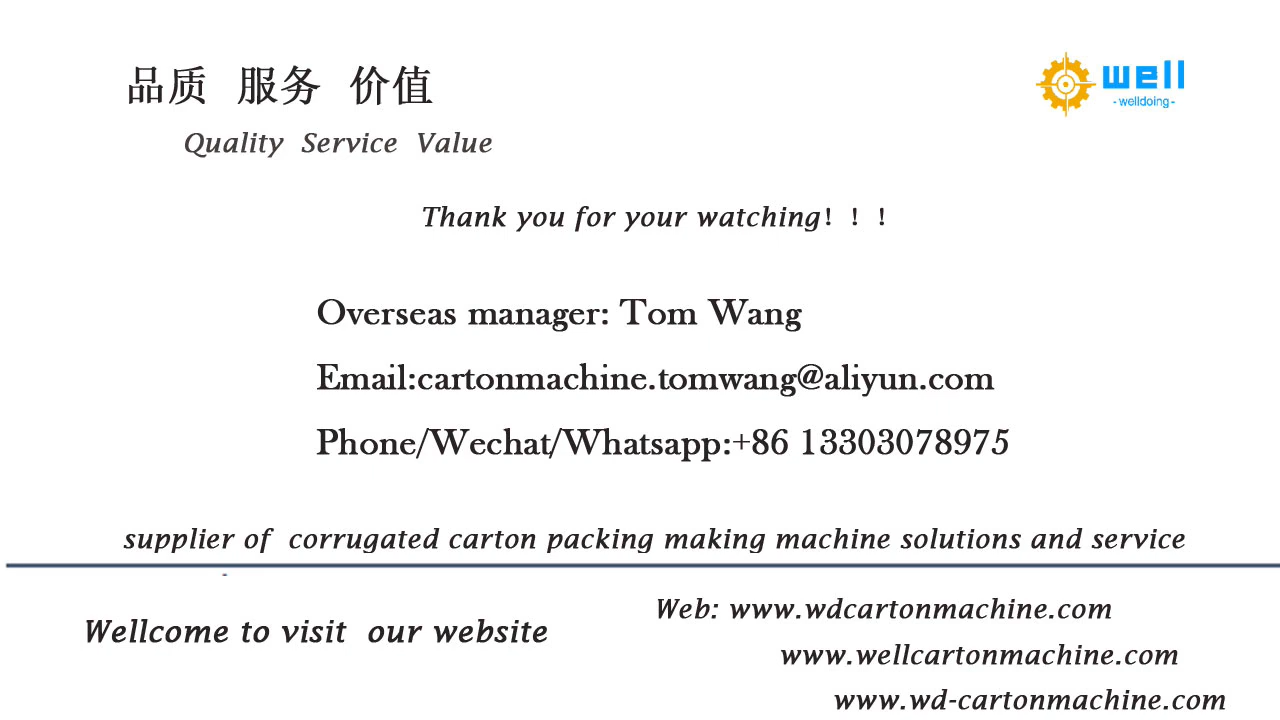 品质 服务 价值
well
-welldoing-
Quality Service Value
Thank you for your watching！！！
Overseas manager: Tom Wang
Email:cartonmachine.tomwang@aliyun.com
Phone/Wechat/Whatsapp:+86 13303078975
supplier of corrugated carton packing making machine solutions and service
Wellcome to visit our website
Web: www.wdcartonmachine.com
www.wellcartonmachine.com
www.wd-cartonmachine.com